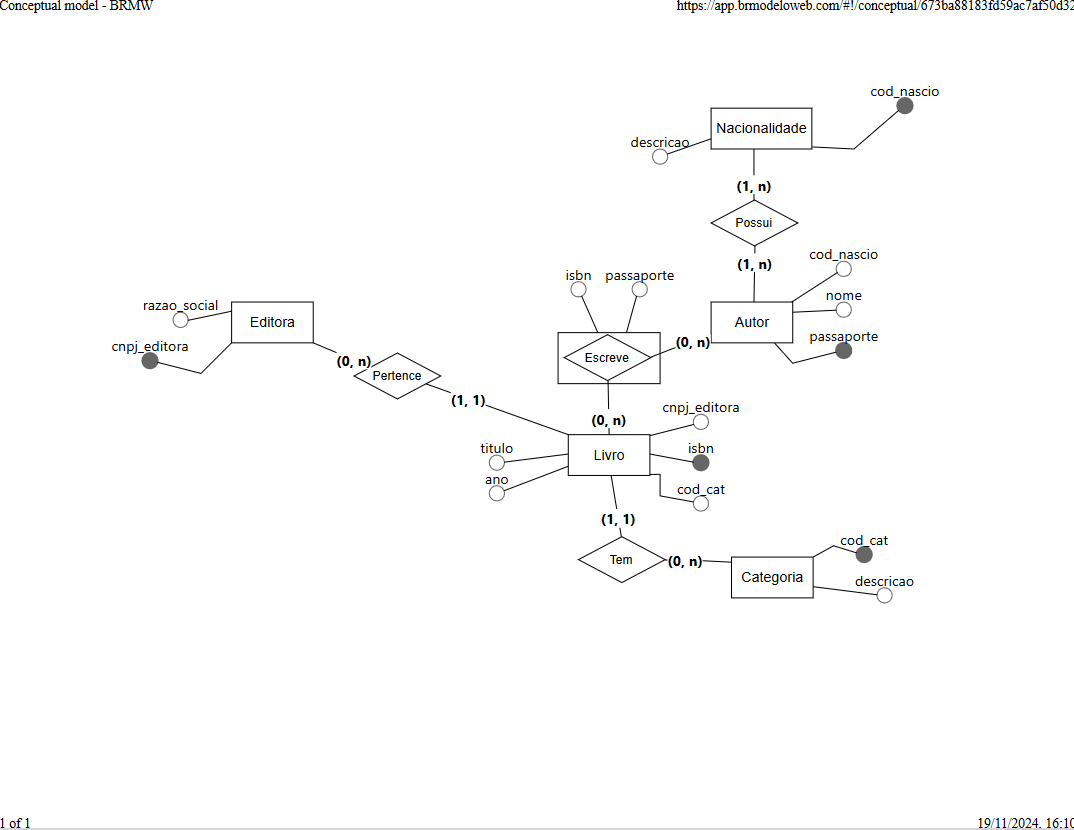 Conceptual model - BRMW
https://app.brmodeloweb.com/#!/conceptual/673ba88183fd59ac7af50d32
cod_nascio
Nacionalidade
descricao
(1, n)
Possui
(1, n)
cod_nascio
isbn
passaporte
nome
razao_social
Editora
Autor
passaporte
cnpj_editora
(0, n)
Escreve
(0, n)
Pertence
(1, 1)
cnpj_editora
(0, n)
titulo
Livro
isbn
ano
cod_cat
(1, 1)
cod_cat
Tem
(0, n)
Categoria
descricao
1 of 1
19/11/2024, 16:10